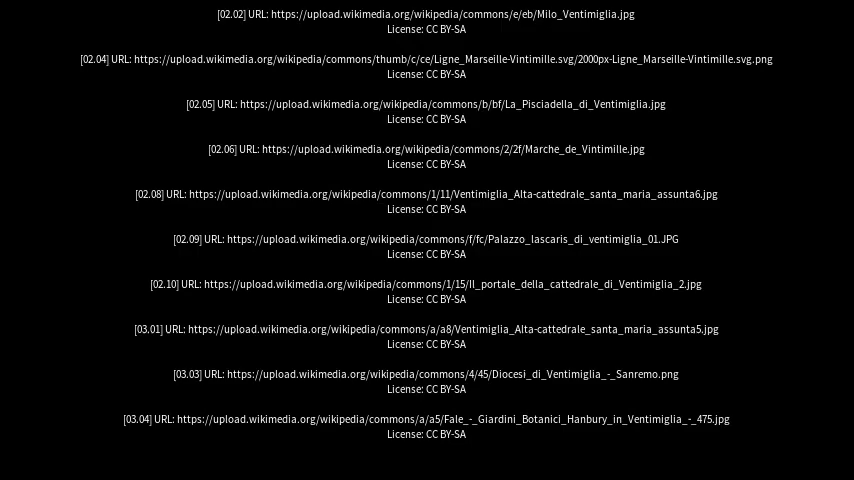 [02.02] URL: https://upload.wikimedia.org/wikipedia/commons/e/eb/Milo_Ventimiglia.jpg
License: CC BY-SA
[02.04] URL: https://upload.wikimedia.org/wikipedia/commons/thumb/c/ce/Ligne_Marseille-Vintimille.svg/2000px-Ligne_Marseille-Vintimille.svg.png
License: CC BY-SA
[02.05] URL: https://upload.wikimedia.org/wikipedia/commons/b/bf/La_Pisciadella_di_Ventimiglia.jpg
License: CC BY-SA
[02.06] URL: https://upload.wikimedia.org/wikipedia/commons/2/2f/Marche_de_Vintimille.jpg
License: CC BY-SA
[02.08] URL: https://upload.wikimedia.org/wikipedia/commons/1/11/Ventimiglia_Alta-cattedrale_santa_maria_assunta6.jpg
License: CC BY-SA
[02.09] URL: https://upload.wikimedia.org/wikipedia/commons/f/fc/Palazzo_lascaris_di_ventimiglia_01.JPG
License: CC BY-SA
[02.10] URL: https://upload.wikimedia.org/wikipedia/commons/1/15/Il_portale_della_cattedrale_di_Ventimiglia_2.jpg
License: CC BY-SA
[03.01] URL: https://upload.wikimedia.org/wikipedia/commons/a/a8/Ventimiglia_Alta-cattedrale_santa_maria_assunta5.jpg
License: CC BY-SA
[03.03] URL: https://upload.wikimedia.org/wikipedia/commons/4/45/Diocesi_di_Ventimiglia_-_Sanremo.png
License: CC BY-SA
[03.04] URL: https://upload.wikimedia.org/wikipedia/commons/a/a5/Fale_-_Giardini_Botanici_Hanbury_in_Ventimiglia_-_475.jpg
License: CC BY-SA